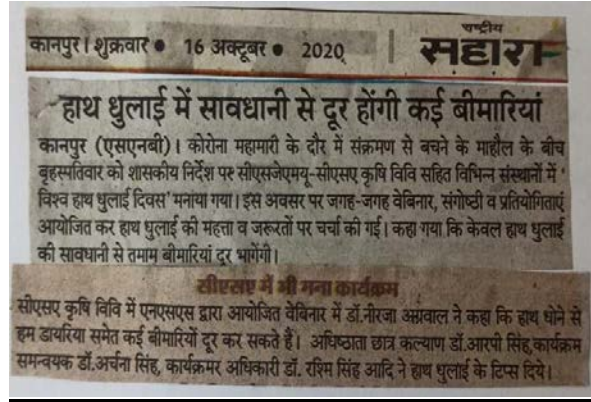 कानपुर। शुक्रवार ● 16 अक्टूबर ● 2020
राष्ट्रीय
सहारा
हाथ धुलाई में सावधानी से दूर होंगी कई बीमारियां
कानपुर (एसएनबी)। कोरोना महामारी के दौर में संक्रमण से बचने के माहौल के बीच
बृहस्पतिवार को शासकीय निर्देश पर सीएसजेएमयू-सीएसए कृषि विवि सहित विभिन्न संस्थानों में '
विश्व हाथ धुलाई दिवस' मनाया गया। इस अवसर पर जगह-जगह वेबिनार, संगोष्ठी व प्रतियोगिताएं
आयोजित कर हाथ धुलाई की महत्ता व जरूरतों पर चर्चा की गई। कहा गया कि केवल हाथ धुलाई
की सावधानी से तमाम बीमारियां दूर भागेंगी।
सीएसए में भी मना कार्यक्रम
सीएसए कृषि विवि में एनएसएस द्वारा आयोजित वेबिनार में डॉ.नीरजा अग्रवाल ने कहा कि हाथ धोने से
हम डायरिया समेत कई बीमारियों दूर कर सकते हैं। अधिष्ठाता छात्र कल्याण डॉ.आरपी सिंह,कार्यक्रम
समन्वयक डॉ.अर्चना सिंह, कार्यक्रमर अधिकारी डॉ. रश्मि सिंह आदि ने हाथ धुलाई के टिप्स दिये।